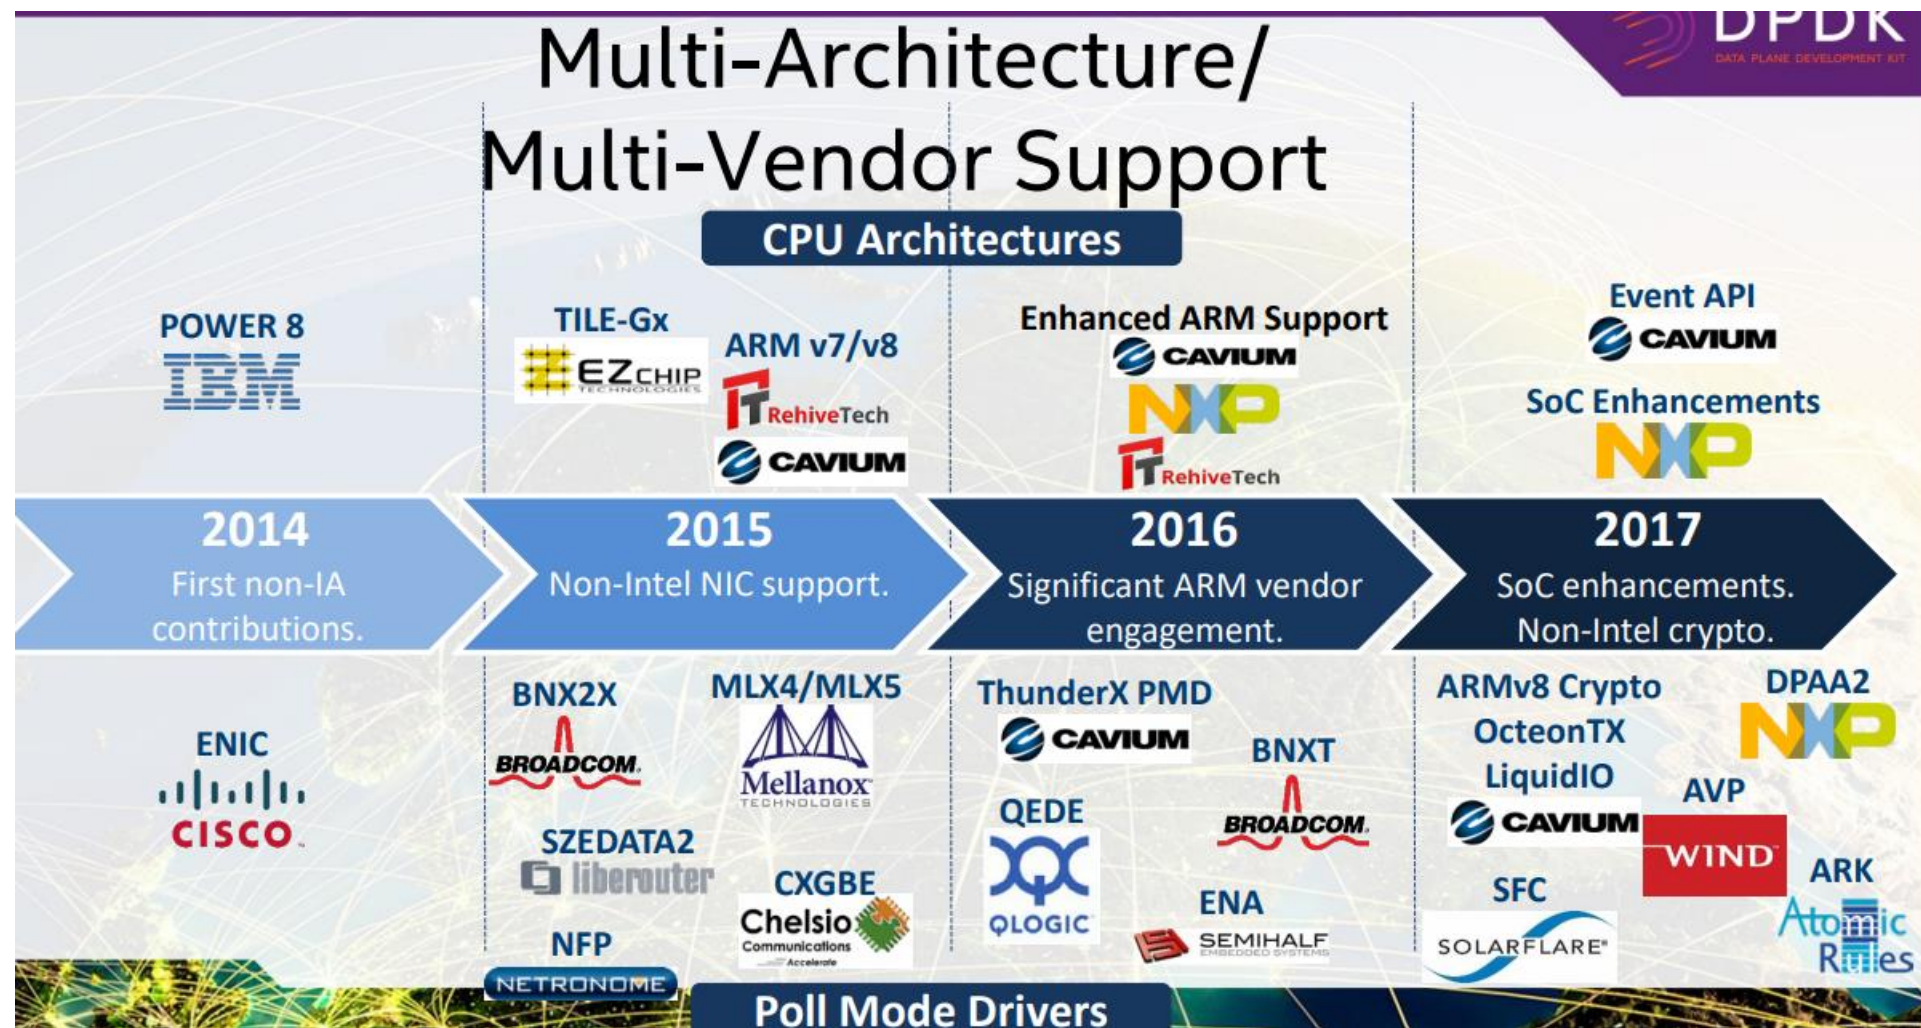 DPDK
DATA PLANE DEVELOPMENT KIT
Multi-Architecture/
Multi-Vendor Support
CPU Architectures
POWER 8
IBM
TILE-Gx
EZCHIP
TECHNOLOGIES
ARM v7/v8
RehiveTech
CAVIUM
Enhanced ARM Support
CAVIUM
NXP
RehiveTech
Event API
CAVIUM
SoC Enhancements
NXP
2014
First non-IA
contributions.
2015
Non-Intel NIC support.
2016
Significant ARM vendor
engagement.
2017
SoC enhancements.
Non-Intel crypto.
ENIC
CISCO
BNX2X
BROADCOM.
MLX4/MLX5
Mellanox
TECHNOLOGIES
SZEDATA2
liberouter
CXGBE
Chelsio
Communications
Accelerate
NFP
NETRONOME
ThunderX PMD
CAVIUM
BNXT
BROADCOM.
QEDE
QLOGIC
ENA
SEMIHALF
EMBEDDED SYSTEMS
ARMv8 Crypto
OcteonTX
LiquidIO
CAVIUM
DPAA2
NXP
AVP
WIND
SFC
SOLARFLARE®
ARK
Atomic
Rules
Poll Mode Drivers